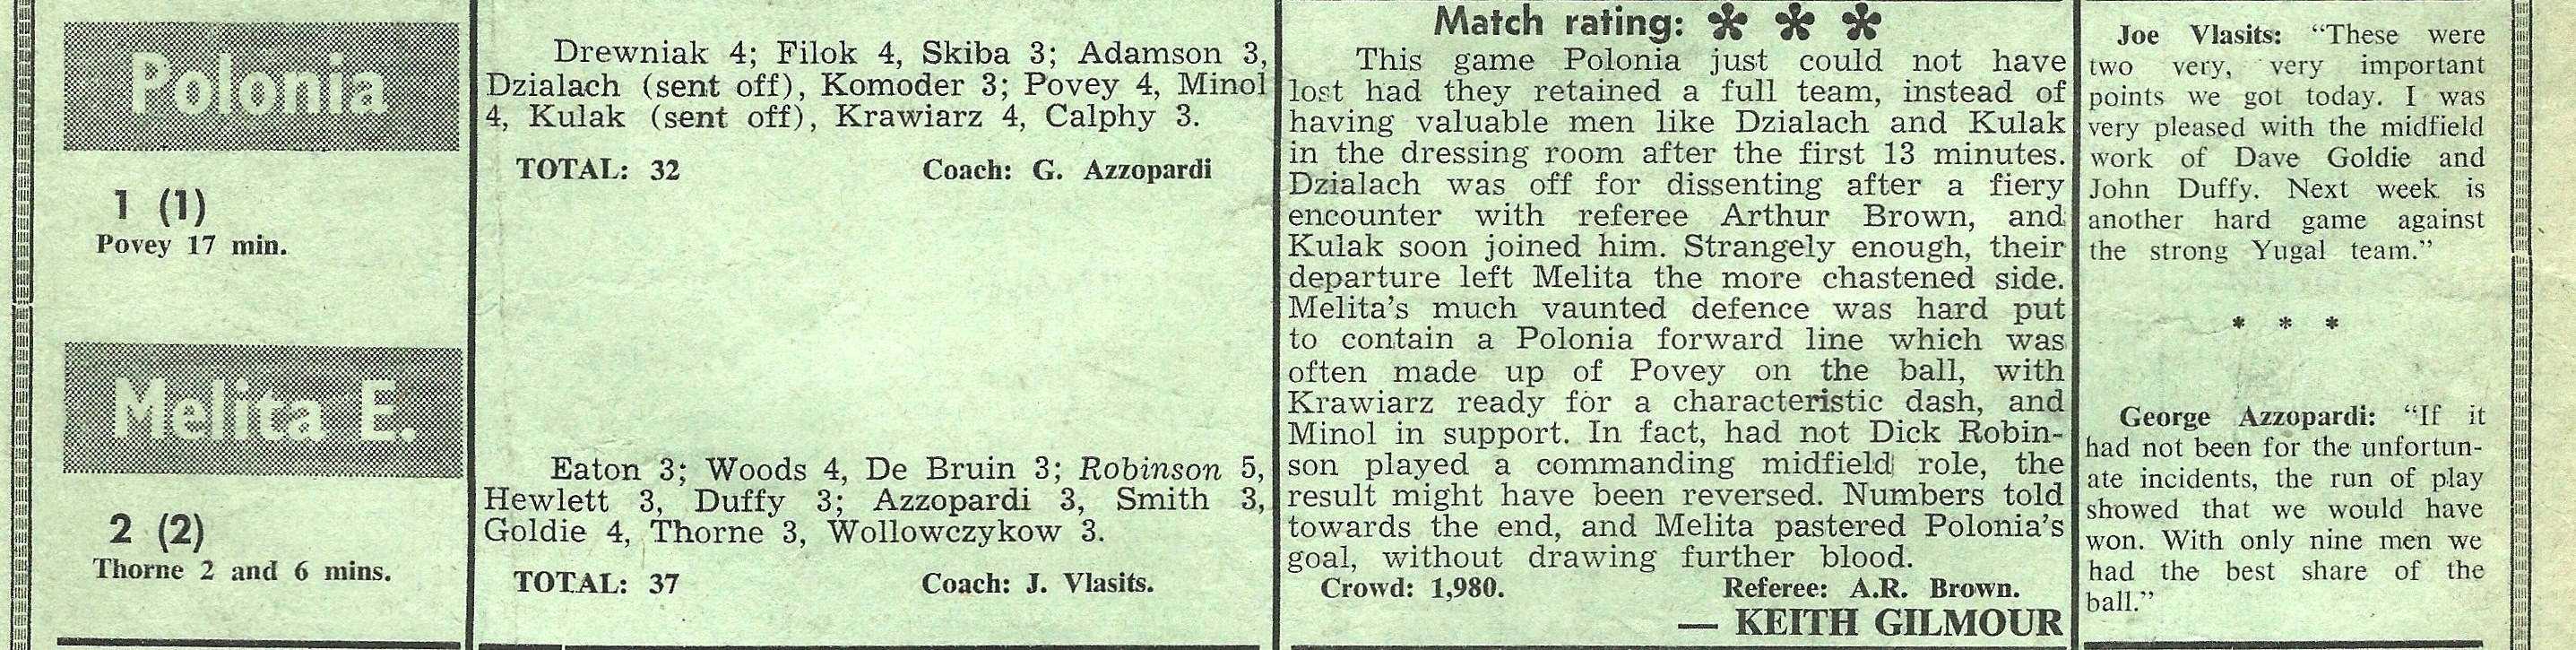 Polonia
1 (1)
Povey 17 min.
Melita E.
2 (2)
Thorne 2 and 6 mins.
Drewniak 4; Filok 4, Skiba 3; Adamson 3,
Dzialach (sent off), Komoder 3; Povey 4, Minol
4, Kulak (sent off), Krawiarz 4, Calphy 3.
TOTAL: 32 Coach: G. Azzopardi
Eaton 3; Woods 4, De Bruin 3; Robinson 5,
Hewlett 3, Duffy 3; Azzopardi 3, Smith 3,
Goldie 4, Thorne 3, Wollowczykow 3.
TOTAL: 37 Coach: J. Vlasits.
Match rating: * * *
This game Polonia just could not have
lost had they retained a full team, instead of
having valuable men like Dzialach and Kulak
in the dressing room after the first 13 minutes.
Dzialach was off for dissenting after a fiery
encounter with referee Arthur Brown, and
Kulak soon joined him. Strangely enough, their
departure left Melita the more chastened side.
Melita's much vaunted defence was hard put
to contain a Polonia forward line which was
often made up of Povey on the ball, with
Krawiarz ready for a characteristic dash, and
Minol in support. In fact, had not Dick Robin-
son played a commanding midfield role, the
result might have been reversed. Numbers told
towards the end, and Melita pastered Polonia's
goal, without drawing further blood.
Crowd: 1,980. Referee: A.R. Brown.
— KEITH GILMOUR
Joe Vlasits: "These were
two very, very important
points we got today. I was
very pleased with the midfield
work of Dave Goldie and
John Duffy. Next week is
another hard game against
the strong Yugal team."
* * *
George Azzopardi: "If it
had not been for the unfortun-
ate incidents, the run of play
showed that we would have
won. With only nine men we
had the best share of the
ball."